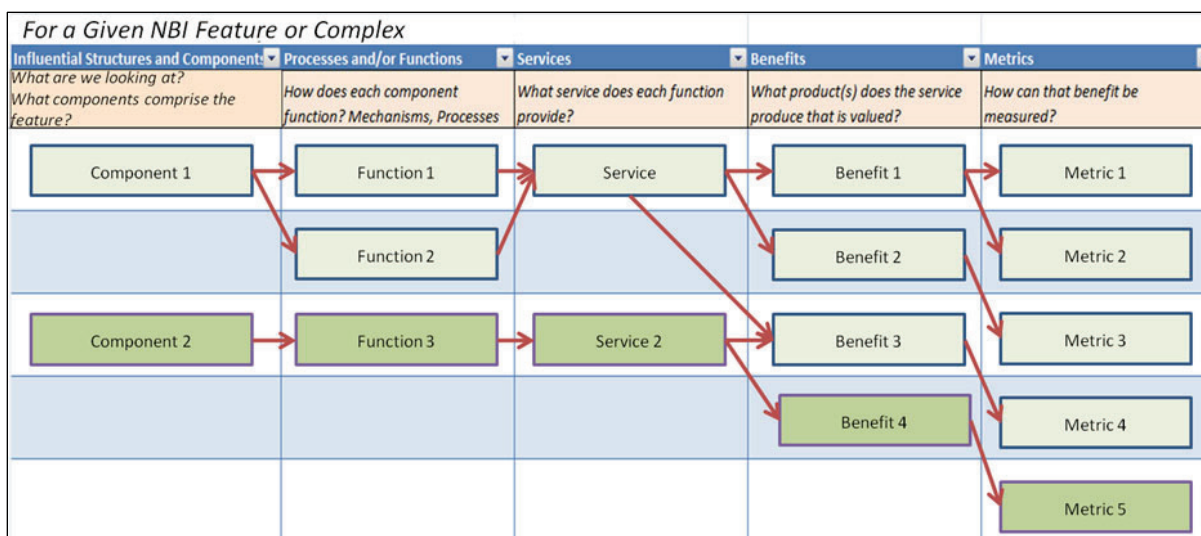 For a Given NBI Feature or Complex
Influential Structures and Components Processes and/or Functions Services Benefits Metrics
What are we looking at?
What components comprise the
feature?
How does each component
function? Mechanisms, Processes
What service does each function
provide?
What product(s) does the service
produce that is valued?
How can that benefit be
measured?
Component 1 Function 1 Service Benefit 1 Metric 1
Function 2 Benefit 2 Metric 2
Component 2 Function 3 Service 2 Benefit 3 Metric 3
Benefit 4 Metric 4
Metric 5